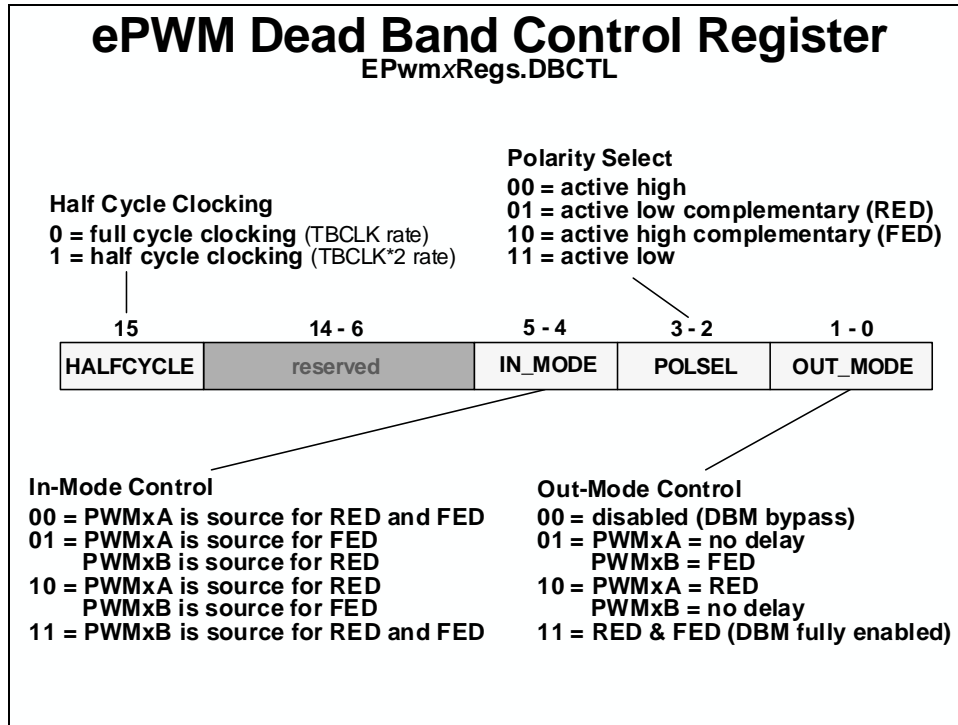 ePWM Dead Band Control Register
EPwmxRegs.DBCTL
Polarity Select
00 = active high
01 = active low complementary (RED)
10 = active high complementary (FED)
11 = active low
Half Cycle Clocking
0 = full cycle clocking (TBCLK rate)
1 = half cycle clocking (TBCLK*2 rate)
15 14 - 6 5 - 4 3 - 2 1 - 0
HALFCYCLE reserved IN_MODE POLSEL OUT_MODE
In-Mode Control
00 = PWMxA is source for RED and FED
01 = PWMxA is source for FED
PWMxB is source for RED
10 = PWMxA is source for RED
PWMxB is source for FED
11 = PWMxB is source for RED and FED
Out-Mode Control
00 = disabled (DBM bypass)
01 = PWMxA = no delay
PWMxB = FED
10 = PWMxA = RED
PWMxB = no delay
11 = RED & FED (DBM fully enabled)